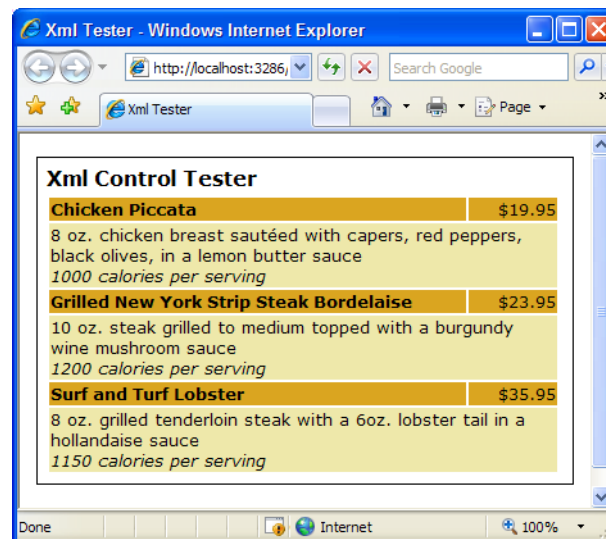 Xml Tester - Windows Internet Explorer
http://localhost:3286/
Search Google
Xml Tester
Page
»
Xml Control Tester
Chicken Piccata $19.95
8 oz. chicken breast sautéed with capers, red peppers,
black olives, in a lemon butter sauce
1000 calories per serving
Grilled New York Strip Steak Bordelaise $23.95
10 oz. steak grilled to medium topped with a burgundy
wine mushroom sauce
1200 calories per serving
Surf and Turf Lobster $35.95
8 oz. grilled tenderloin steak with a 6oz. lobster tail in a
hollandaise sauce
1150 calories per serving
Done Internet 100%